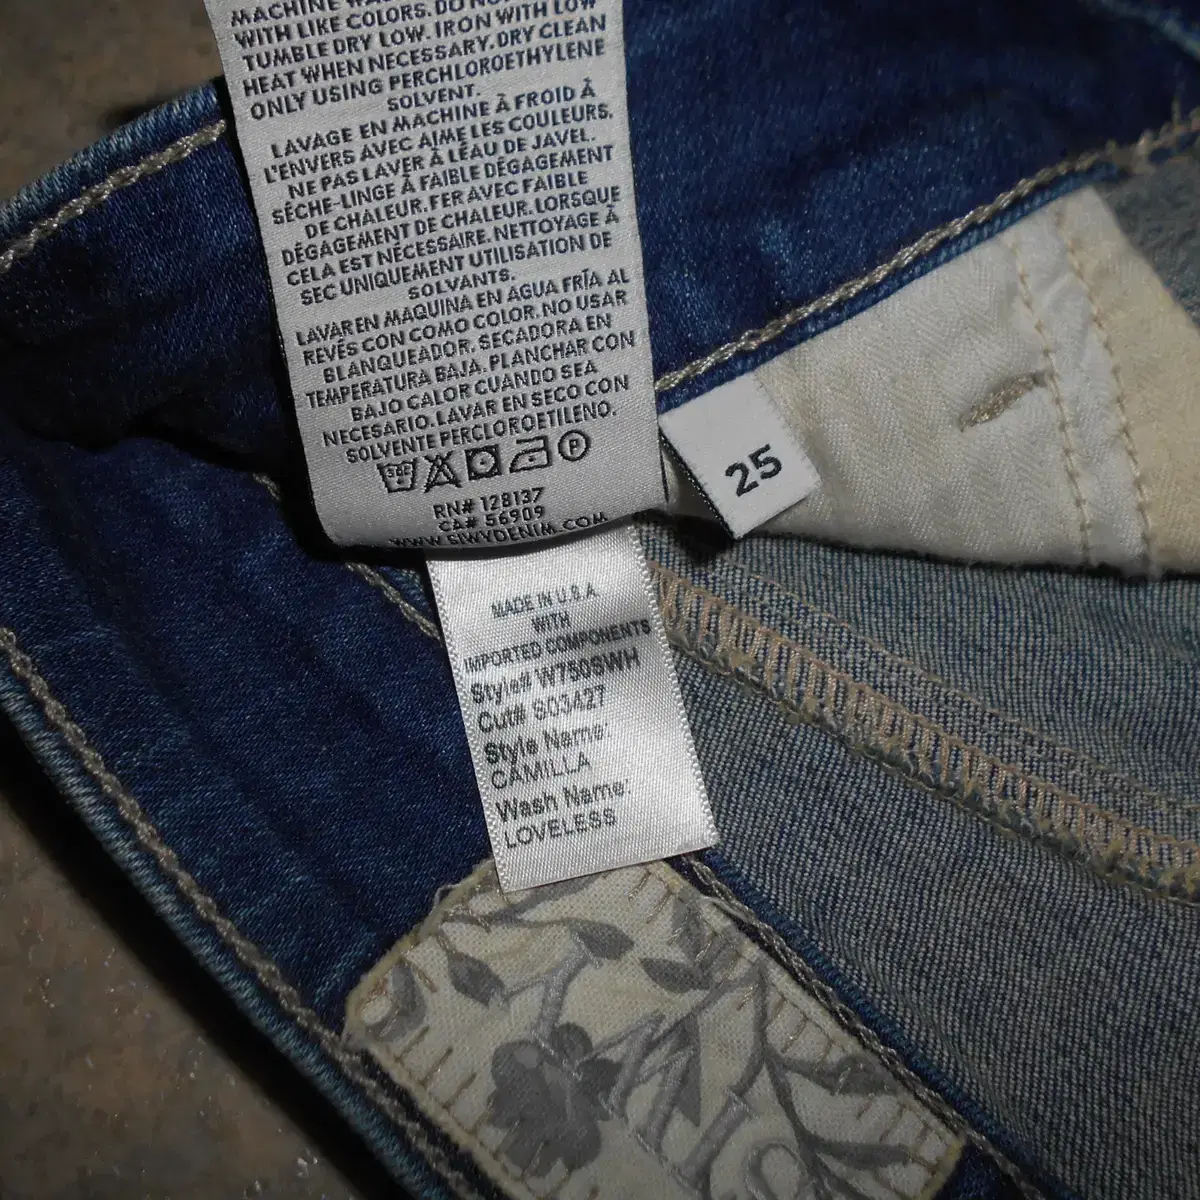 MACHINE
WITH LIKE COLORS. DO
TUMBLE DRY LOW. IRON WITH LOW
HEAT WHEN NECESSARY. DRY CLEAN
ONLY USING PERCHLOROETHYLENE
SOLVENT.
LAVAGE EN MACHINE À FROID À
L'ENVERS AVEC AIME LES COULEURS.
NE PAS LAVER À LÉAU DE JAVEL.
SÉCHE-LINGE À FAIBLE DÉGAGEMENT
DE CHALEUR. FER AVEC FAIBLE
DÉGAGEMENT DE CHALEUR. LORSQUE
CELA EST NÉCESSAIRE. NETTOYAGE À
SEC UNIQUEMENT UTILISATION DE
SOLVANTS.
LAVAR EN MAQUINA EN AGUA FRÍA AL
REVÉS CON COMO COLOR. NO USAR
BLANQUEADOR. SECADORA EN
TEMPERATURA BAJA. PLANCHAR CON
BAJO CALOR CUANDO SEA
NECESARIO. LAVAR EN SECO CON
SOLVENTE PERCLOROETILENO.
P
RN# 128137
CA# 56909
WWW.SIWYDENIM.COM
25
MADE IN U.S.A
WITH
IMPORTED COMPONENTS
Style# W750SWH
Cut# S03427
Style Name:
CAMILLA
Wash Name:
LOVELESS